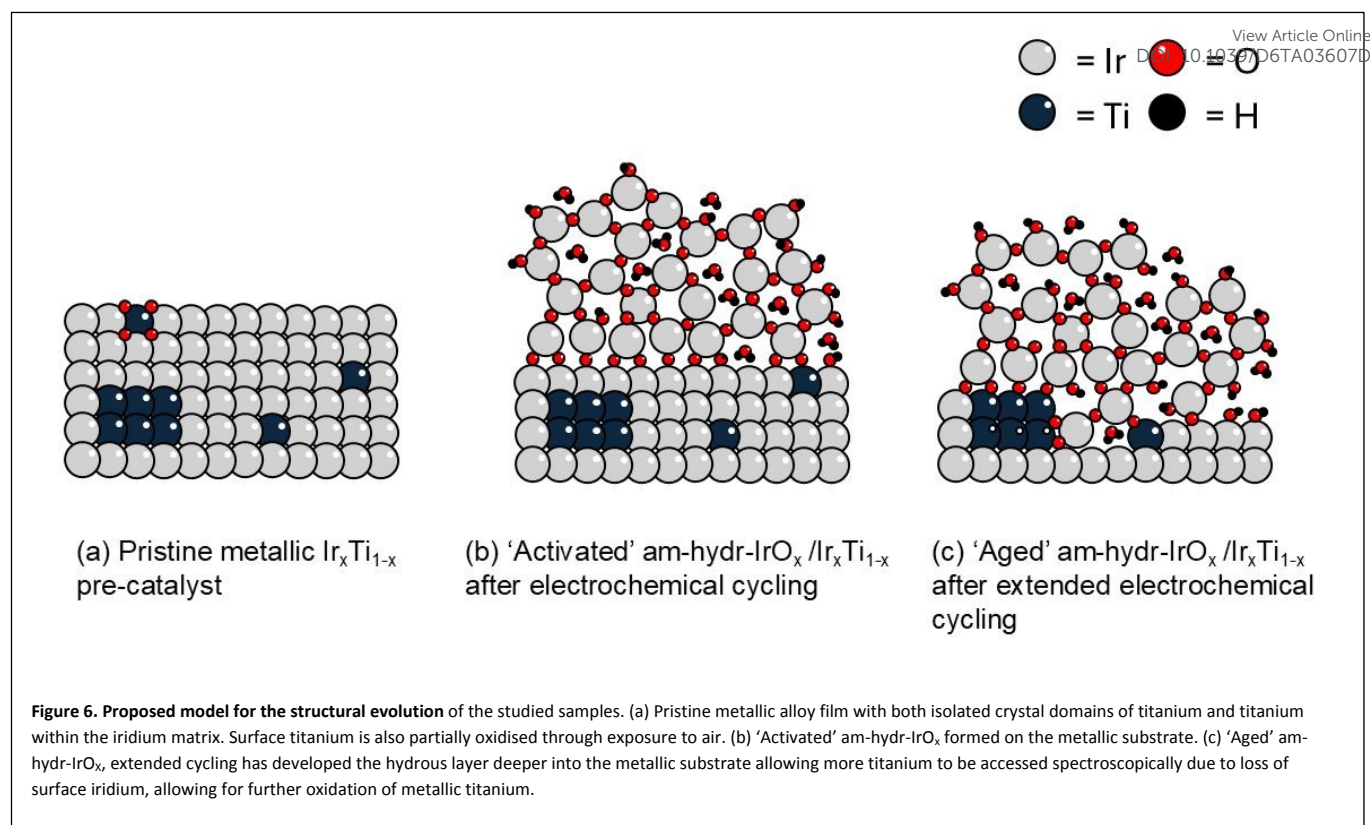 View Article Online
DOI: 10.1039/D6TA03607D
= Ir = O
= Ti = H
(a) Pristine metallic IrₓTi₁₋ₓ
pre-catalyst
(b) ‘Activated’ am-hydr-IrOₓ /IrₓTi₁₋ₓ
after electrochemical cycling
(c) ‘Aged’ am-hydr-IrOₓ /IrₓTi₁₋ₓ
after extended electrochemical
cycling
Figure 6. Proposed model for the structural evolution of the studied samples. (a) Pristine metallic alloy film with both isolated crystal domains of titanium and titanium
within the iridium matrix. Surface titanium is also partially oxidised through exposure to air. (b) ‘Activated’ am-hydr-IrOₓ formed on the metallic substrate. (c) ‘Aged’ am-
hydr-IrOₓ, extended cycling has developed the hydrous layer deeper into the metallic substrate allowing more titanium to be accessed spectroscopically due to loss of
surface iridium, allowing for further oxidation of metallic titanium.